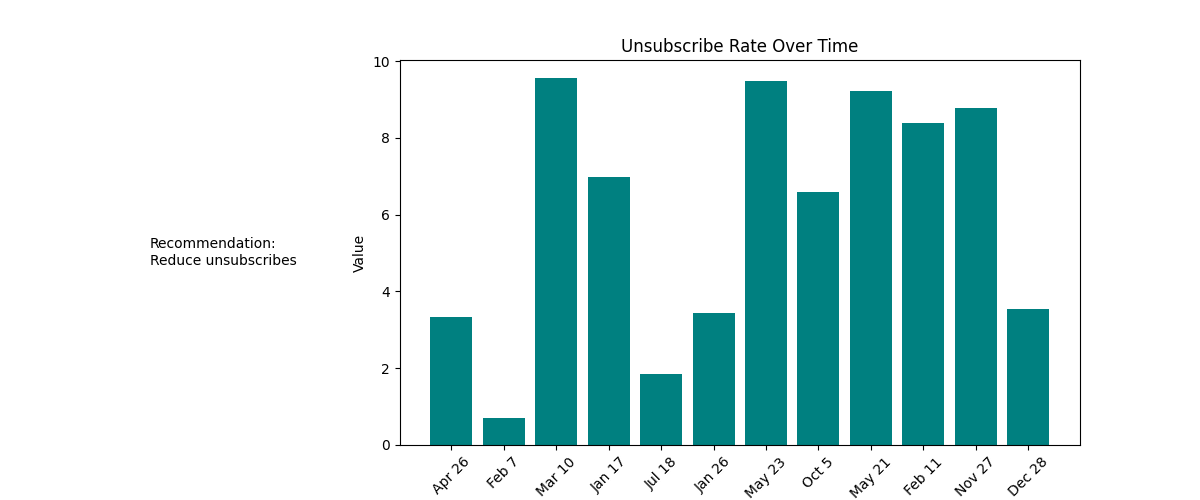 Unsubscribe Rate Over Time
Recommendation:
Reduce unsubscribes
Value
10
8
6
4
2
0
Apr 26
Feb 7
Mar 10
Jan 17
Jul 18
Jan 26
May 23
Oct 5
May 21
Feb 11
Nov 27
Dec 28